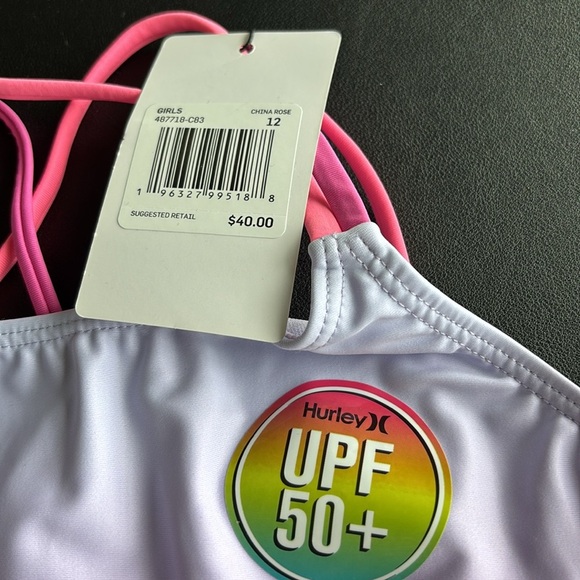 GIRLS CHINA ROSE
487718-C83 12
1 96327 99518 8
SUGGESTED RETAIL $40.00
Hurley
UPF
50+